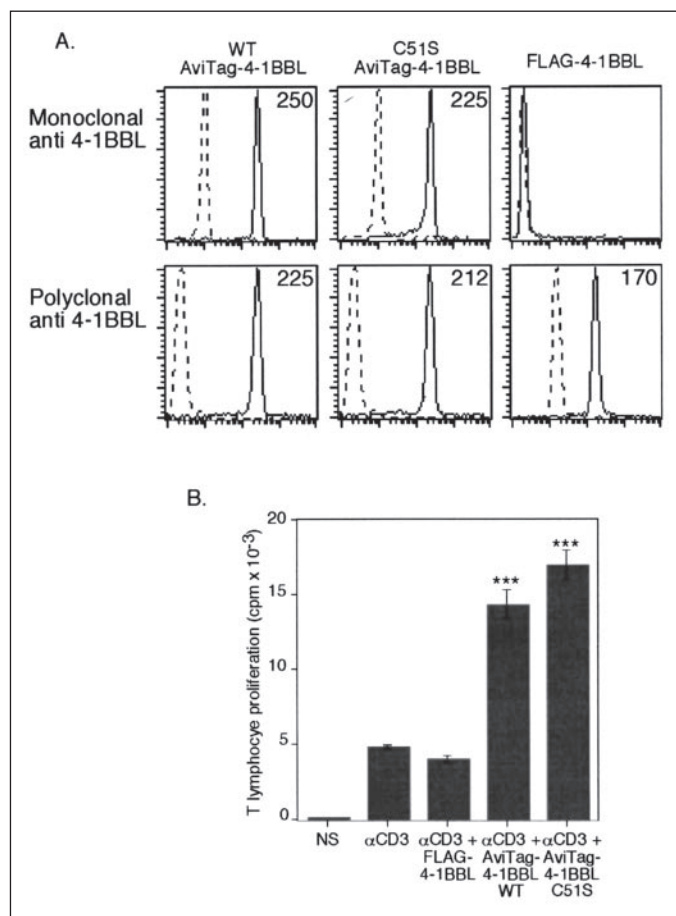 A.
WT
AviTag-4-1BBL
C51S
AviTag-4-1BBL
FLAG-4-1BBL
Monoclonal
anti 4-1BBL
250
225
Polyclonal
anti 4-1BBL
225
212
170
B.
T lymphocye proliferation (cpm x 10-3)
20
15
10
5
0
***
***
NS
αCD3
αCD3 +
FLAG-
4-1BBL
αCD3 +
AviTag-
4-1BBL
WT
αCD3 +
AviTag-
4-1BBL
C51S